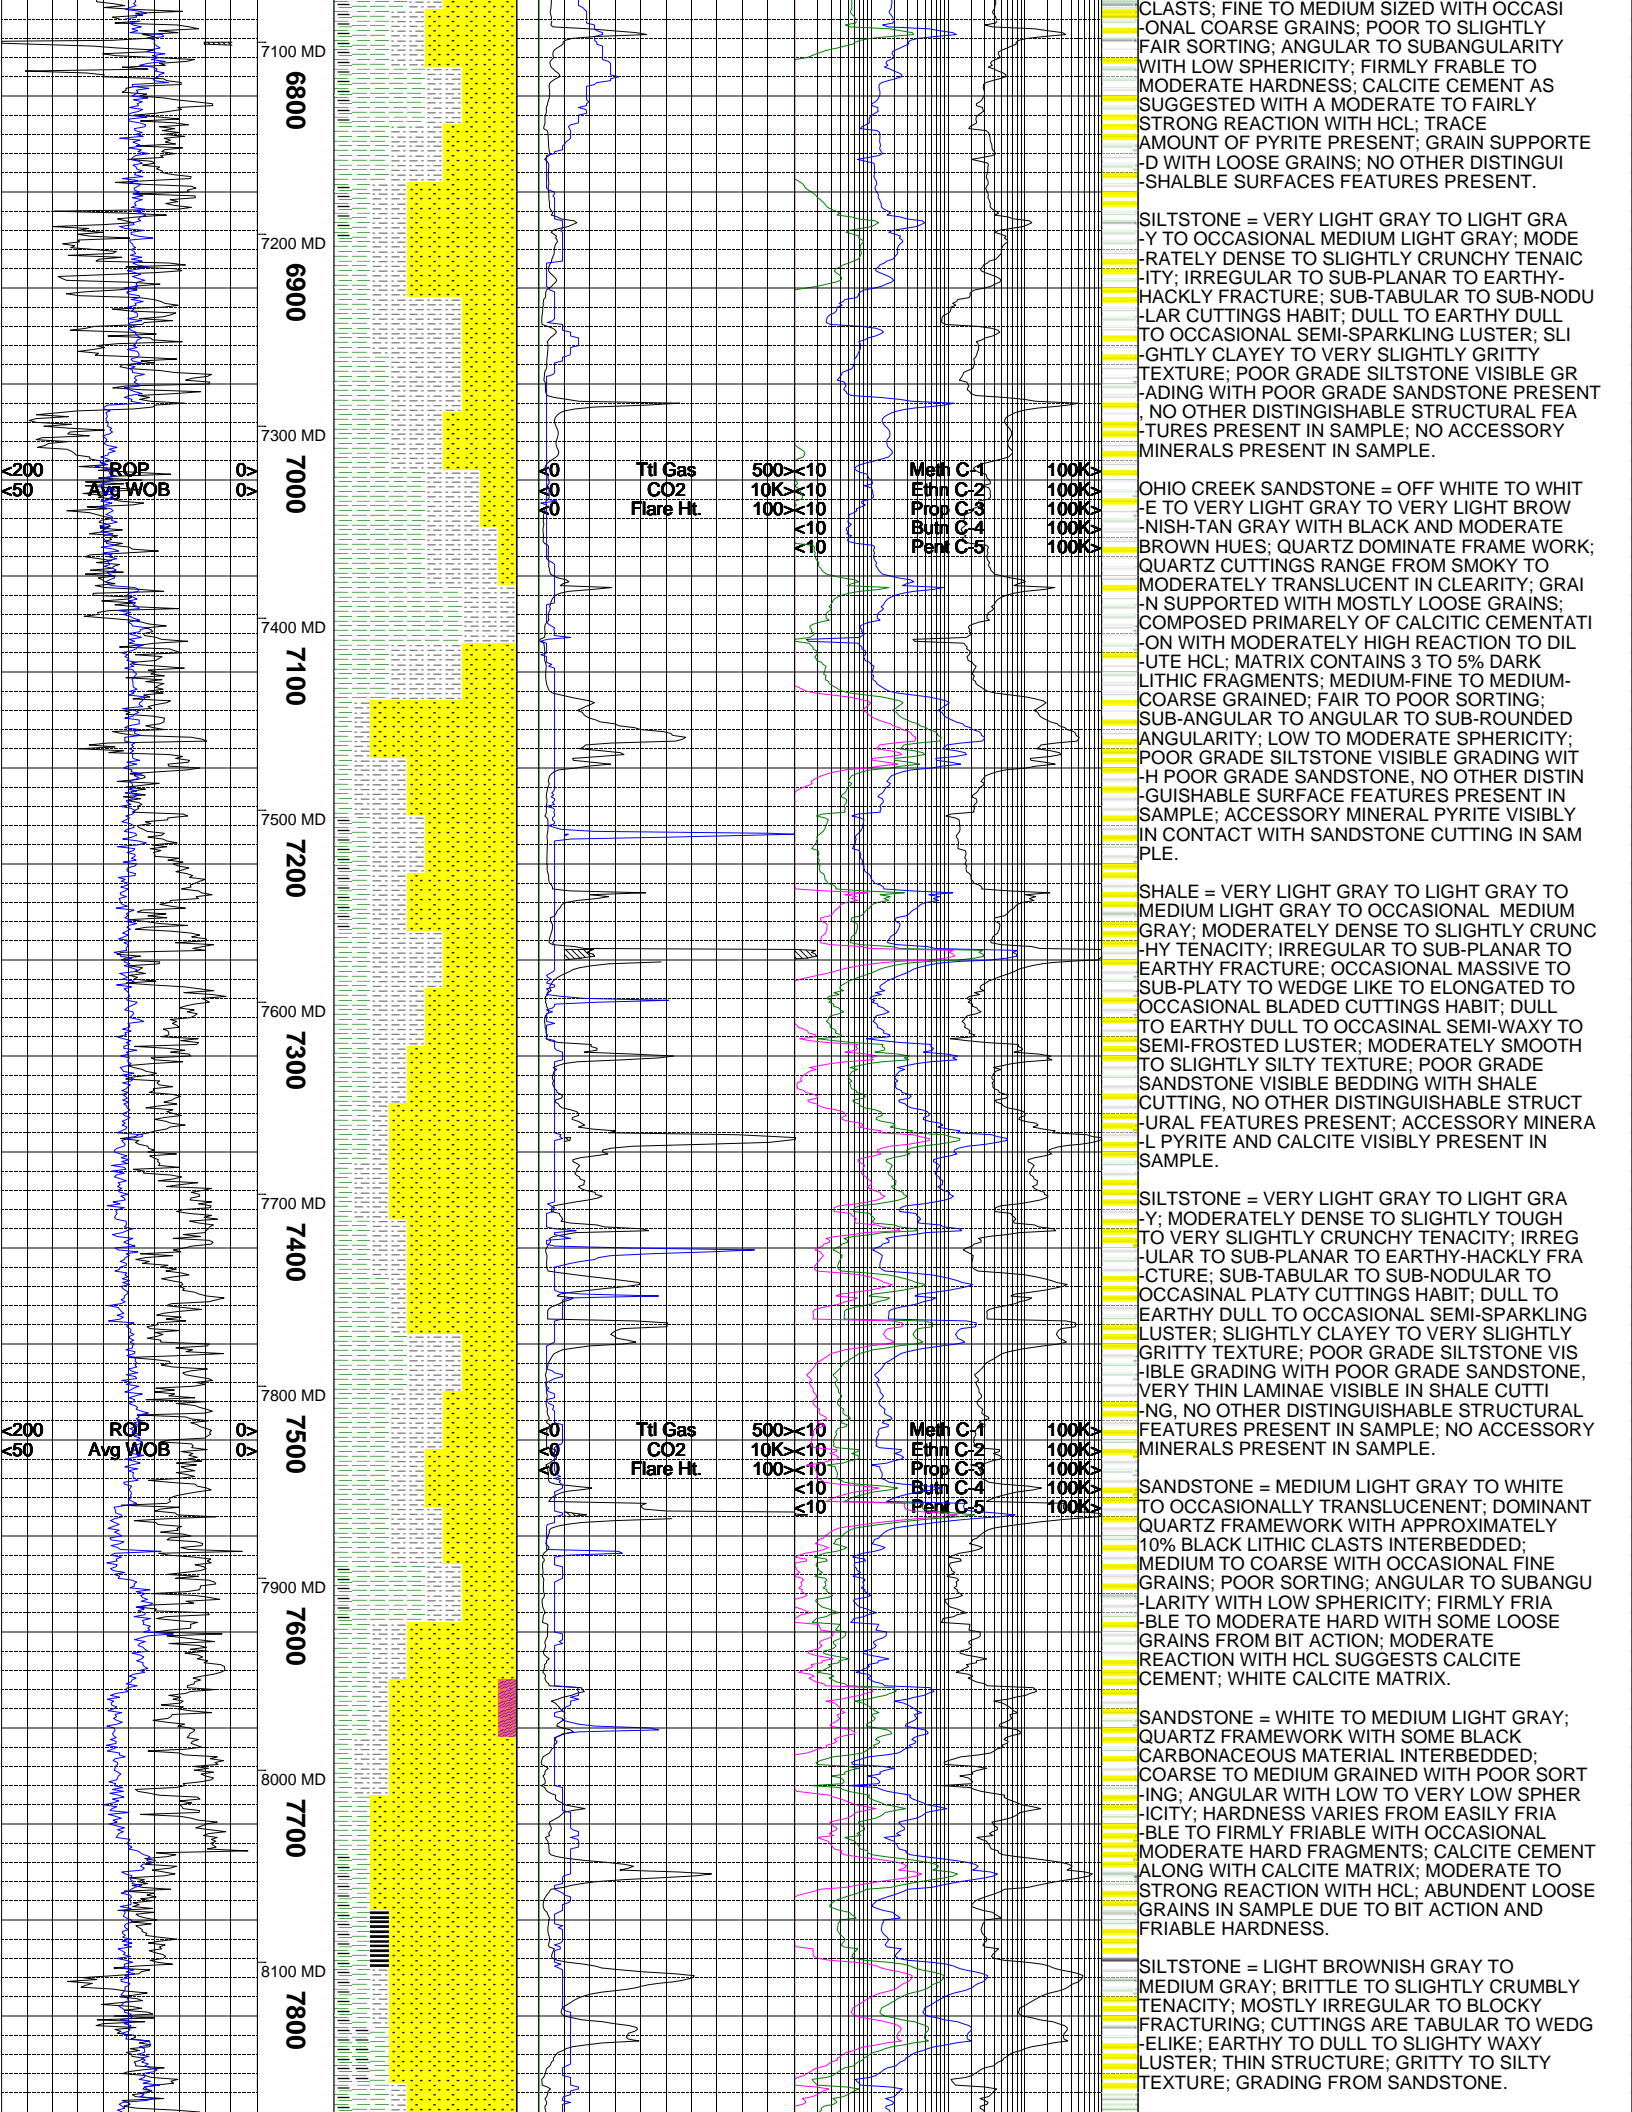 CLASTS; FINE TO MEDIUM SIZED WITH OCCASI
-ONAL COARSE GRAINS; POOR TO SLIGHTLY
FAIR SORTING; ANGULAR TO SUBANGULARITY
WITH LOW SPHERICITY; FIRMLY FRABLE TO
MODERATE HARDNESS; CALCITE CEMENT AS
SUGGESTED WITH A MODERATE TO FAIRLY
STRONG REACTION WITH HCL; TRACE
AMOUNT OF PYRITE PRESENT; GRAIN SUPPORTE
-D WITH LOOSE GRAINS; NO OTHER DISTINGUI
-SHALBLE SURFACES FEATURES PRESENT.
SILTSTONE = VERY LIGHT GRAY TO LIGHT GRA
-Y TO OCCASIONAL MEDIUM LIGHT GRAY; MODE
-RATELY DENSE TO SLIGHTLY CRUNCHY TENAIC
-ITY; IRREGULAR TO SUB-PLANAR TO EARTHY-
HACKLY FRACTURE; SUB-TABULAR TO SUB-NODU
-LAR CUTTINGS HABIT; DULL TO EARTHY DULL
TO OCCASIONAL SEMI-SPARKLING LUSTER; SLI
-GHTLY CLAYEY TO VERY SLIGHTLY GRITTY
TEXTURE; POOR GRADE SILTSTONE VISIBLE GR
-ADING WITH POOR GRADE SANDSTONE PRESENT
, NO OTHER DISTINGISHABLE STRUCTURAL FEA
-TURES PRESENT IN SAMPLE; NO ACCESSORY
MINERALS PRESENT IN SAMPLE.
OHIO CREEK SANDSTONE = OFF WHITE TO WHIT
-E TO VERY LIGHT GRAY TO VERY LIGHT BROW
-NISH-TAN GRAY WITH BLACK AND MODERATE
BROWN HUES; QUARTZ DOMINATE FRAME WORK;
QUARTZ CUTTINGS RANGE FROM SMOKY TO
MODERATELY TRANSLUCENT IN CLEARITY; GRAI
-N SUPPORTED WITH MOSTLY LOOSE GRAINS;
COMPOSED PRIMARELY OF CALCITIC CEMENTATI
-ON WITH MODERATELY HIGH REACTION TO DIL
-UTE HCL; MATRIX CONTAINS 3 TO 5% DARK
LITHIC FRAGMENTS; MEDIUM-FINE TO MEDIUM-
COARSE GRAINED; FAIR TO POOR SORTING;
SUB-ANGULAR TO ANGULAR TO SUB-ROUNDED
ANGULARITY; LOW TO MODERATE SPHERICITY;
POOR GRADE SILTSTONE VISIBLE GRADING WIT
-H POOR GRADE SANDSTONE, NO OTHER DISTIN
-GUISHABLE SURFACE FEATURES PRESENT IN
SAMPLE; ACCESSORY MINERAL PYRITE VISIBLY
IN CONTACT WITH SANDSTONE CUTTING IN SAM
PLE.
SHALE = VERY LIGHT GRAY TO LIGHT GRAY TO
MEDIUM LIGHT GRAY TO OCCASIONAL MEDIUM
GRAY; MODERATELY DENSE TO SLIGHTLY CRUNC
-HY TENACITY; IRREGULAR TO SUB-PLANAR TO
EARTHY FRACTURE; OCCASIONAL MASSIVE TO
SUB-PLATY TO WEDGE LIKE TO ELONGATED TO
OCCASIONAL BLADED CUTTINGS HABIT; DULL
TO EARTHY DULL TO OCCASINAL SEMI-WAXY TO
SEMI-FROSTED LUSTER; MODERATELY SMOOTH
TO SLIGHTLY SILTY TEXTURE; POOR GRADE
SANDSTONE VISIBLE BEDDING WITH SHALE
CUTTING, NO OTHER DISTINGUISHABLE STRUCT
-URAL FEATURES PRESENT; ACCESSORY MINERA
-L PYRITE AND CALCITE VISIBLY PRESENT IN
SAMPLE.
SILTSTONE = VERY LIGHT GRAY TO LIGHT GRA
-Y; MODERATELY DENSE TO SLIGHTLY TOUGH
TO VERY SLIGHTLY CRUNCHY TENACITY; IRREG
-ULAR TO SUB-PLANAR TO EARTHY-HACKLY FRA
-CTURE; SUB-TABULAR TO SUB-NODULAR TO
OCCASINAL PLATY CUTTINGS HABIT; DULL TO
EARTHY DULL TO OCCASIONAL SEMI-SPARKLING
LUSTER; SLIGHTLY CLAYEY TO VERY SLIGHTLY
GRITTY TEXTURE; POOR GRADE SILTSTONE VIS
-IBLE GRADING WITH POOR GRADE SANDSTONE,
VERY THIN LAMINAE VISIBLE IN SHALE CUTTI
-NG, NO OTHER DISTINGUISHABLE STRUCTURAL
FEATURES PRESENT IN SAMPLE; NO ACCESSORY
MINERALS PRESENT IN SAMPLE.
SANDSTONE = MEDIUM LIGHT GRAY TO WHITE
TO OCCASIONALLY TRANSLUCENENT; DOMINANT
QUARTZ FRAMEWORK WITH APPROXIMATELY
10% BLACK LITHIC CLASTS INTERBEDDED;
MEDIUM TO COARSE WITH OCCASIONAL FINE
GRAINS; POOR SORTING; ANGULAR TO SUBANGU
-LARITY WITH LOW SPHERICITY; FIRMLY FRIA
-BLE TO MODERATE HARD WITH SOME LOOSE
GRAINS FROM BIT ACTION; MODERATE
REACTION WITH HCL SUGGESTS CALCITE
CEMENT; WHITE CALCITE MATRIX.
SANDSTONE = WHITE TO MEDIUM LIGHT GRAY;
QUARTZ FRAMEWORK WITH SOME BLACK
CARBONACEOUS MATERIAL INTERBEDDED;
COARSE TO MEDIUM GRAINED WITH POOR SORT
-ING; ANGULAR WITH LOW TO VERY LOW SPHER
-ICITY; HARDNESS VARIES FROM EASILY FRIA
-BLE TO FIRMLY FRIABLE WITH OCCASIONAL
MODERATE HARD FRAGMENTS; CALCITE CEMENT
ALONG WITH CALCITE MATRIX; MODERATE TO
STRONG REACTION WITH HCL; ABUNDENT LOOSE
GRAINS IN SAMPLE DUE TO BIT ACTION AND
FRIABLE HARDNESS.
SILTSTONE = LIGHT BROWNISH GRAY TO
MEDIUM GRAY; BRITTLE TO SLIGHTLY CRUMBLY
TENACITY; MOSTLY IRREGULAR TO BLOCKY
FRACTURING; CUTTINGS ARE TABULAR TO WEDG
-ELIKE; EARTHY TO DULL TO SLIGHTY WAXY
LUSTER; THIN STRUCTURE; GRITTY TO SILTY
TEXTURE; GRADING FROM SANDSTONE.
7100 MD
6800
7200 MD
6900
7300 MD
<200 ROP 0>
<50 Avg WOB 0>
7000
<0 Ttl Gas 500>
<0 CO2 10K>
<0 Flare Ht. 100>
<10 Meth C-1 100K>
<10 Ethn C-2 100K>
<10 Prop C-3 100K>
<10 Butn C-4 100K>
<10 Pent C-5 100K>
7400 MD
7100
7500 MD
7200
7600 MD
7300
7700 MD
7400
7800 MD
<200 ROP 0>
<50 Avg WOB 0>
7500
<0 Ttl Gas 500>
<0 CO2 10K>
<0 Flare Ht. 100>
<10 Meth C-1 100K>
<10 Ethn C-2 100K>
<10 Prop C-3 100K>
<10 Butn C-4 100K>
<10 Pent C-5 100K>
7900 MD
7600
8000 MD
7700
8100 MD
7800